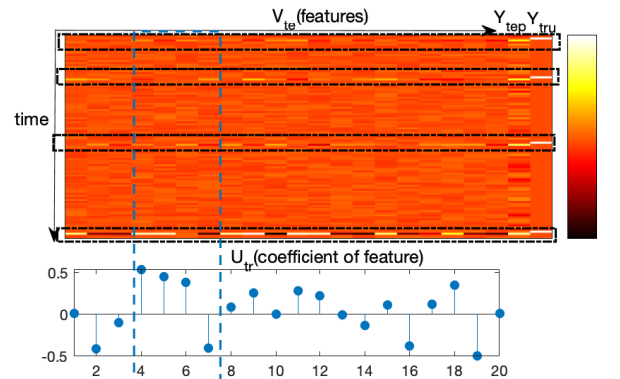 V_te(features) Y_tep Y_tru
time
U_tr(coefficient of feature)
0.5
0
-0.5
2 4 6 8 10 12 14 16 18 20